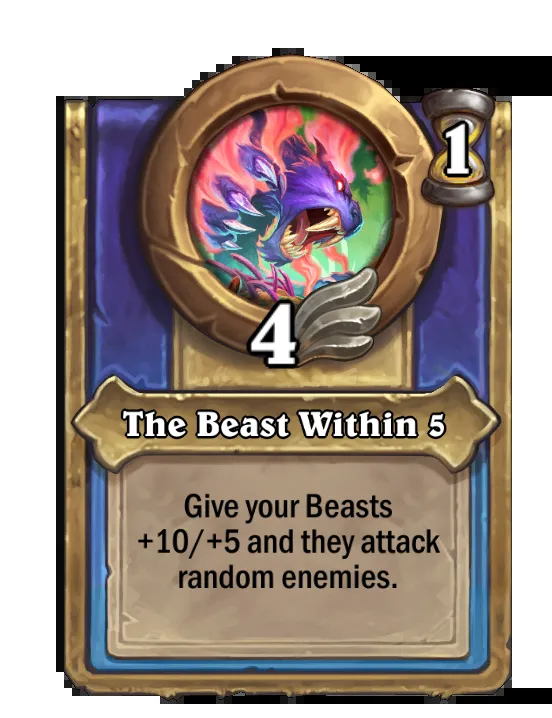 1
4
The Beast Within 5
Give your Beasts
+10/+5 and they attack
random enemies.